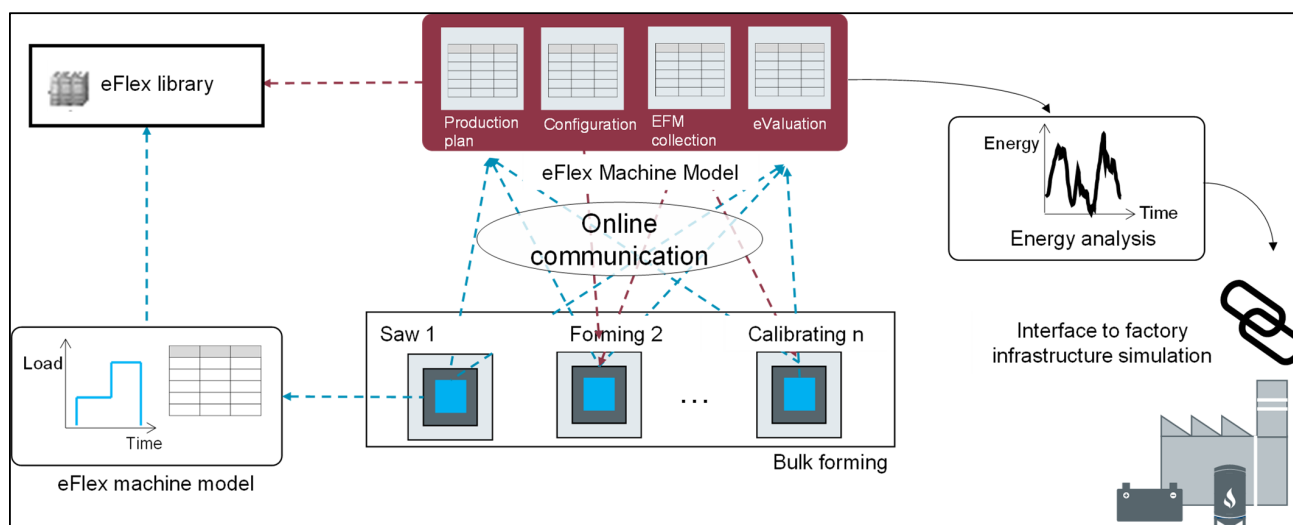 eFlex library
Production
plan
Configuration
EFM
collection
eValuation
eFlex Machine Model
Online
communication
Energy
Time
Energy analysis
Saw 1
Forming 2
Calibrating n
...
Bulk forming
Load
Time
eFlex machine model
Interface to factory
infrastructure simulation